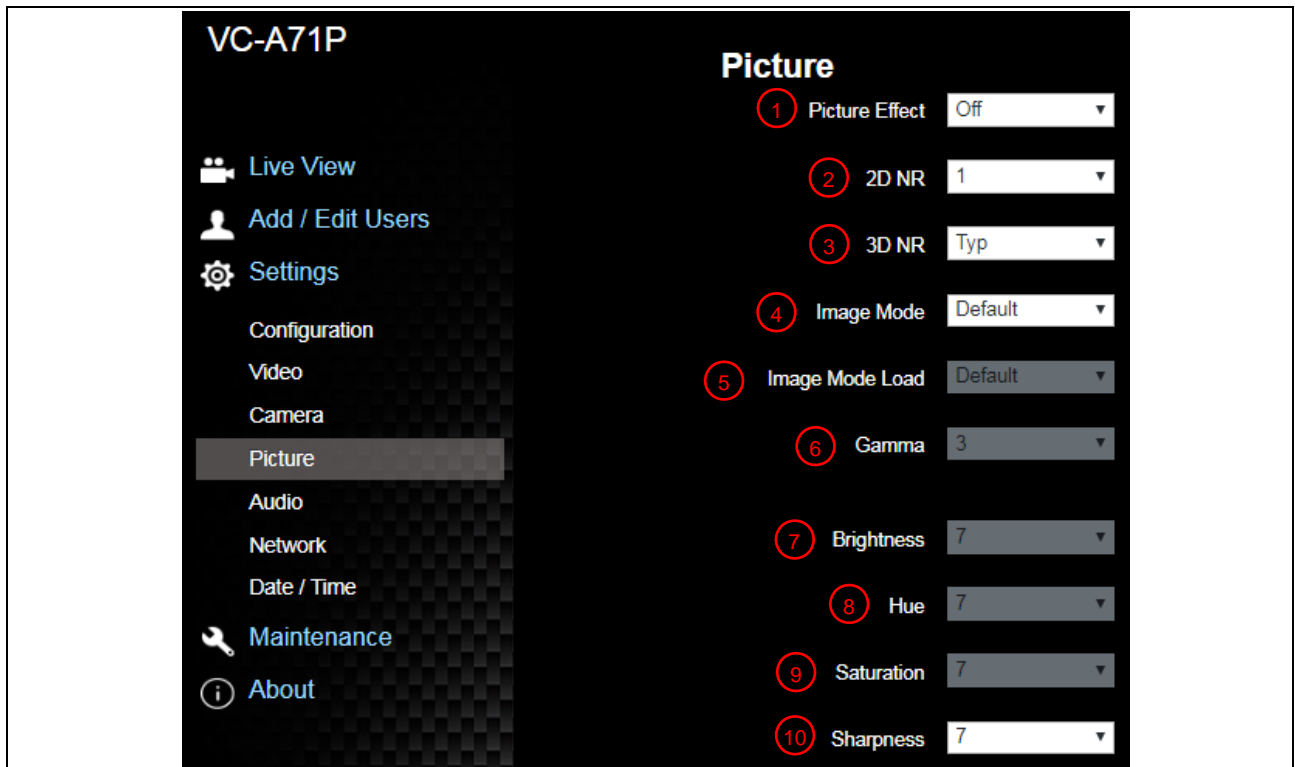 VC-A71P
Live View
Add / Edit Users
Settings
Configuration
Video
Camera
Picture
Audio
Network
Date / Time
Maintenance
About
Picture
1 Picture Effect Off
2 2D NR 1
3 3D NR Typ
4 Image Mode Default
5 Image Mode Load Default
6 Gamma 3
7 Brightness 7
8 Hue 7
9 Saturation 7
10 Sharpness 7